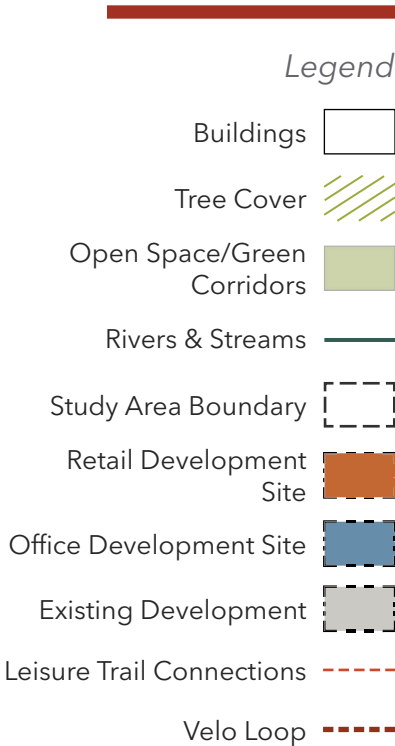 Legend
Buildings
Tree Cover
Open Space/Green
Corridors
Rivers & Streams
Study Area Boundary
Retail Development
Site
Office Development Site
Existing Development
Leisure Trail Connections
Velo Loop